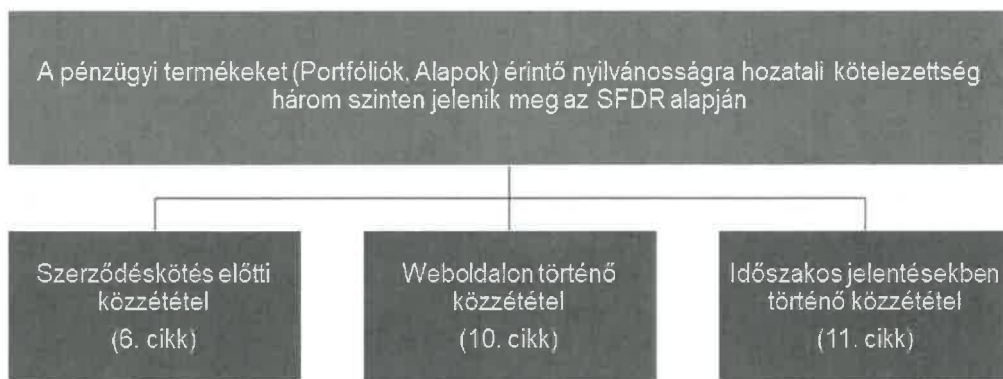 A pénzügyi termékeket (Portfóliók, Alapok) érintő nyilvánosságra hozatali kötelezettség
három szinten jelenik meg az SFDR alapján
Szerződéskötés előtti
közzététel
(6. cikk)
Weboldalon történő
közzététel
(10. cikk)
Időszakos jelentésekben
történő közzététel
(11. cikk)